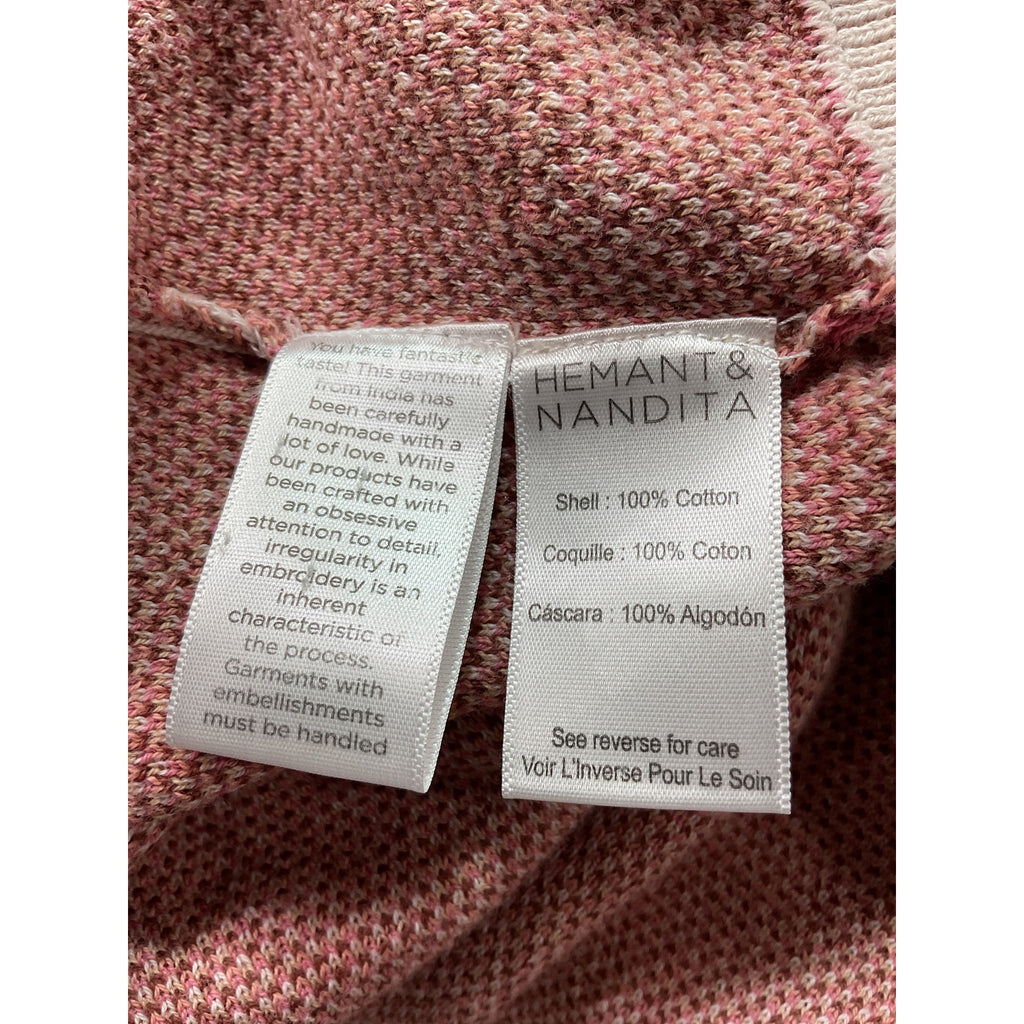 You have fantastic
taste! This garment
from India has
been carefully
handmade with a
lot of love. While
our products have
been crafted with
an obsessive
attention to detail,
irregularity in
embroidery is an
inherent
characteristic of
the process.
Garments with
embellishments
must be handled
HEMANT &
NANDITA
Shell : 100% Cotton
Coquille : 100% Coton
Cáscara : 100% Algodón
See reverse for care
Voir L'Inverse Pour Le Soin